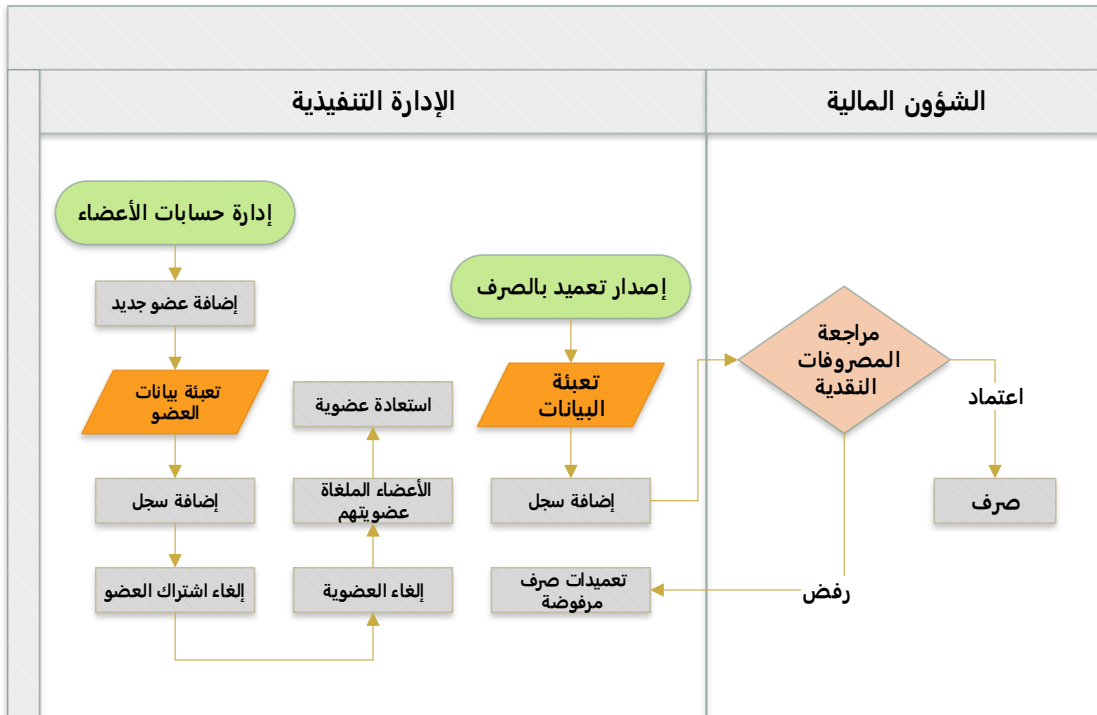 الإدارة التنفيذية
الشؤون المالية
إدارة حسابات الأعضاء
إضافة عضو جديد
تعبئة بيانات
العضو
إضافة سجل
إلغاء اشتراك العضو
إلغاء العضوية
الأعضاء الملغاة
عضويتهم
استعادة عضوية
إصدار تعميد بالصرف
تعبئة
البيانات
إضافة سجل
مراجعة
المصروفات
النقدية
اعتماد
صرف
رفض
تعميدات صرف
مرفوضة